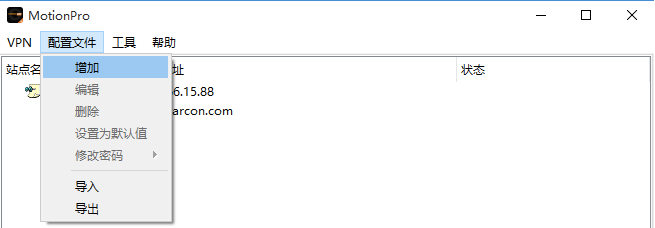 MotionPro
VPN 配置文件 工具 帮助
站点名 址 状态
增加
编辑 6.15.88
删除 arcon.com
设置为默认值
修改密码
导入
导出